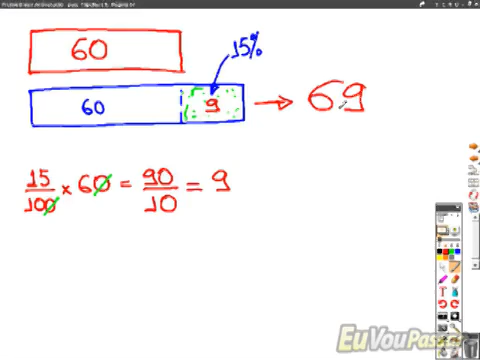 60
15%
60 9 → 69
15/100 × 60 = 90/10 = 9
EuVouPassar